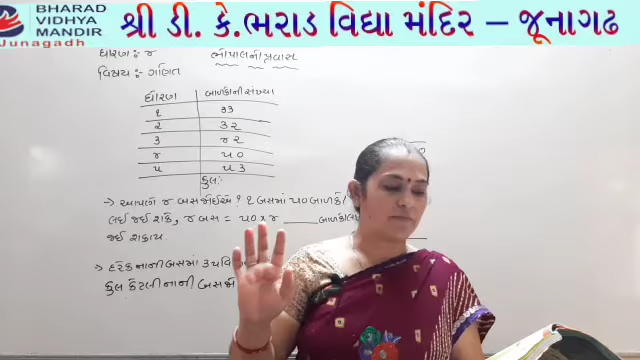 BHARAD
VIDHYA
MANDIR
Junagadh
શ્રી ડી. કે.ભરાડ વિદ્યા મંદિર – જૂનાગઢ
ધોરણ :- ૪ ભોપાલનો પ્રવાસ
વિષય :- ગણિત
ધોરણ બાળકોની સંખ્યા
૧ ૩૩
૨ ૩૨
૩ ૪૨
૪ ૫૦
૫ ૫૩
કુલ :
→ આપણે ૪ બસ જોઈએ ? ૧ બસમાં ૫૦ બાળકો
લઈ જઈ શકે, ૪ બસ = ૫૦ x ૪ ____ બાળકો
જઈ શકાય.
→ દરેક નાની બસમાં ૩૫
કુલ કેટલી નાની બસ